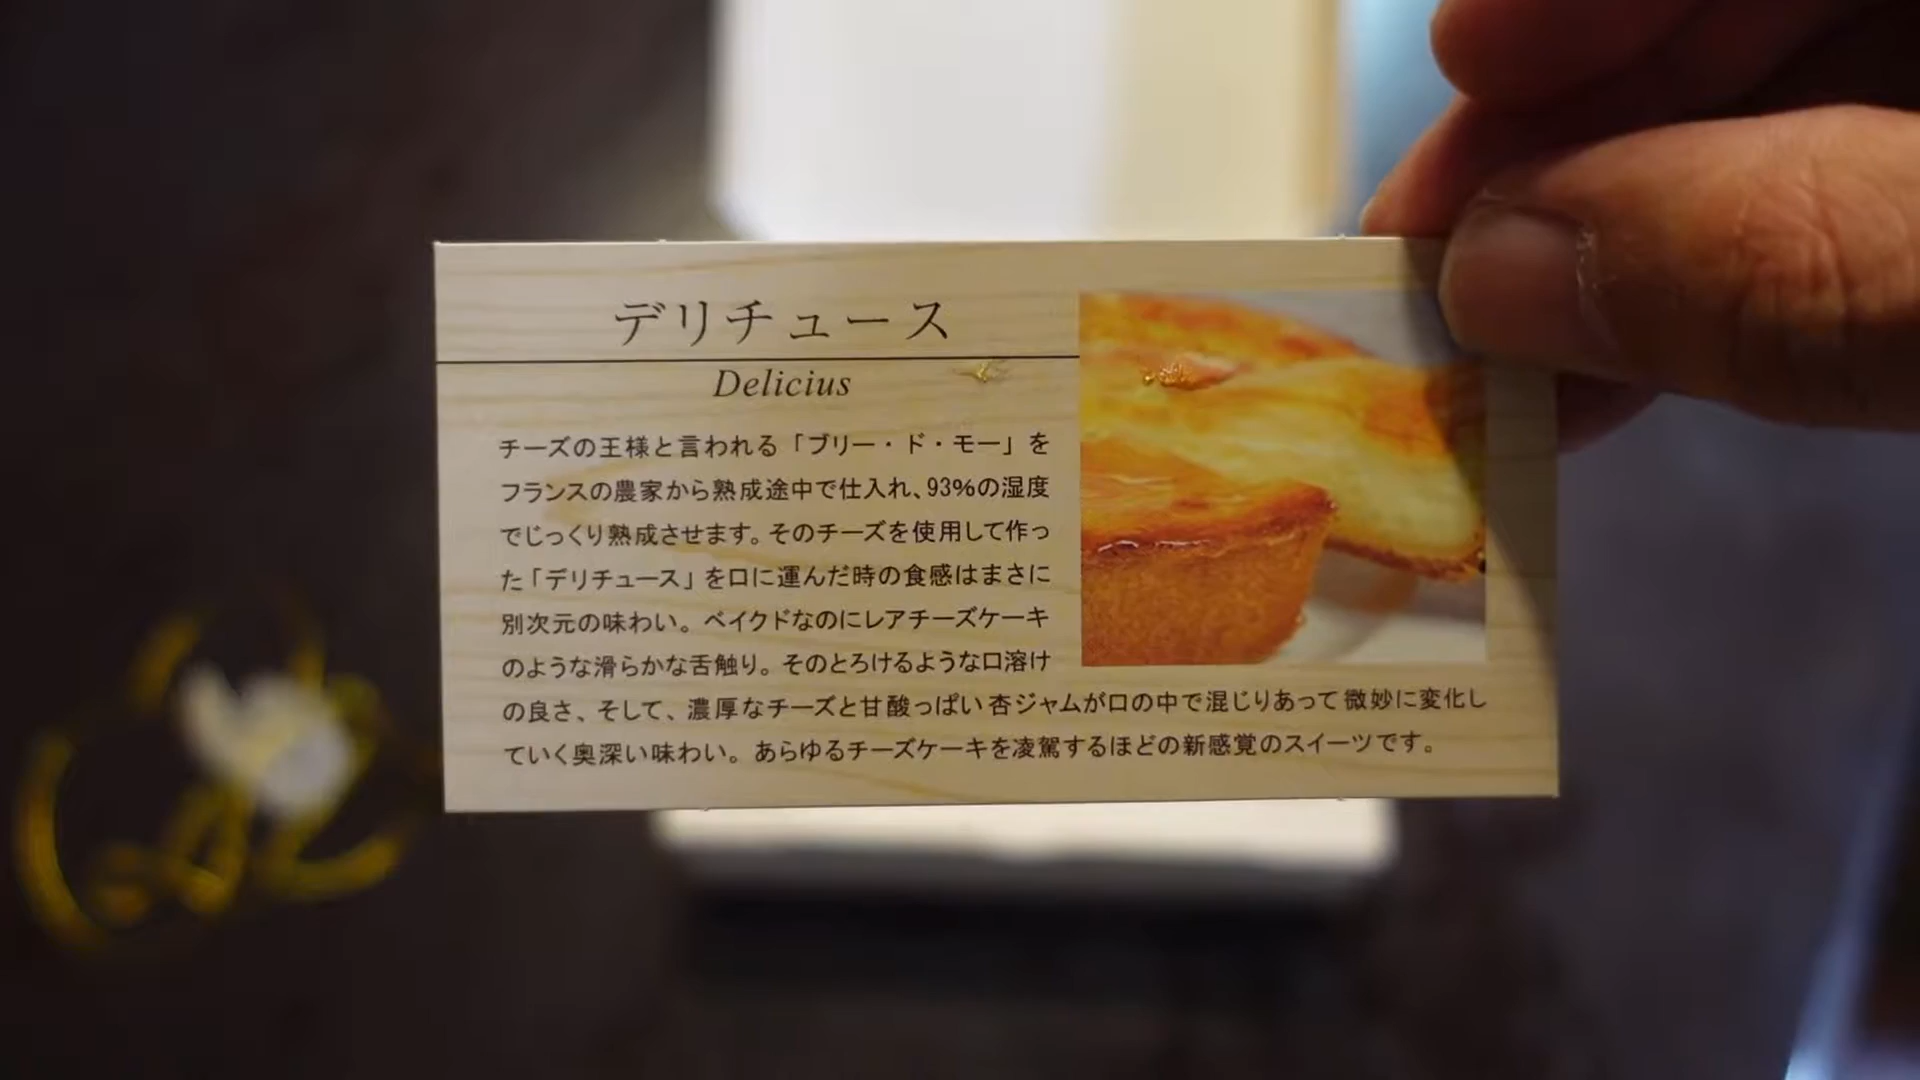 デリチュース
Delicius
チーズの王様と言われる「ブリー・ド・モー」を
フランスの農家から熟成途中で仕入れ、93%の湿度
でじっくり熟成させます。そのチーズを使用して作っ
た「デリチュース」を口に運んだ時の食感はまさに
別次元の味わい。ベイクドなのにレアチーズケーキ
のような滑らかな舌触り。そのとろけるような口溶け
の良さ、そして、濃厚なチーズと甘酸っぱい杏ジャムが口の中で混じりあって微妙に変化し
ていく奥深い味わい。あらゆるチーズケーキを凌駕するほどの新感覚のスイーツです。